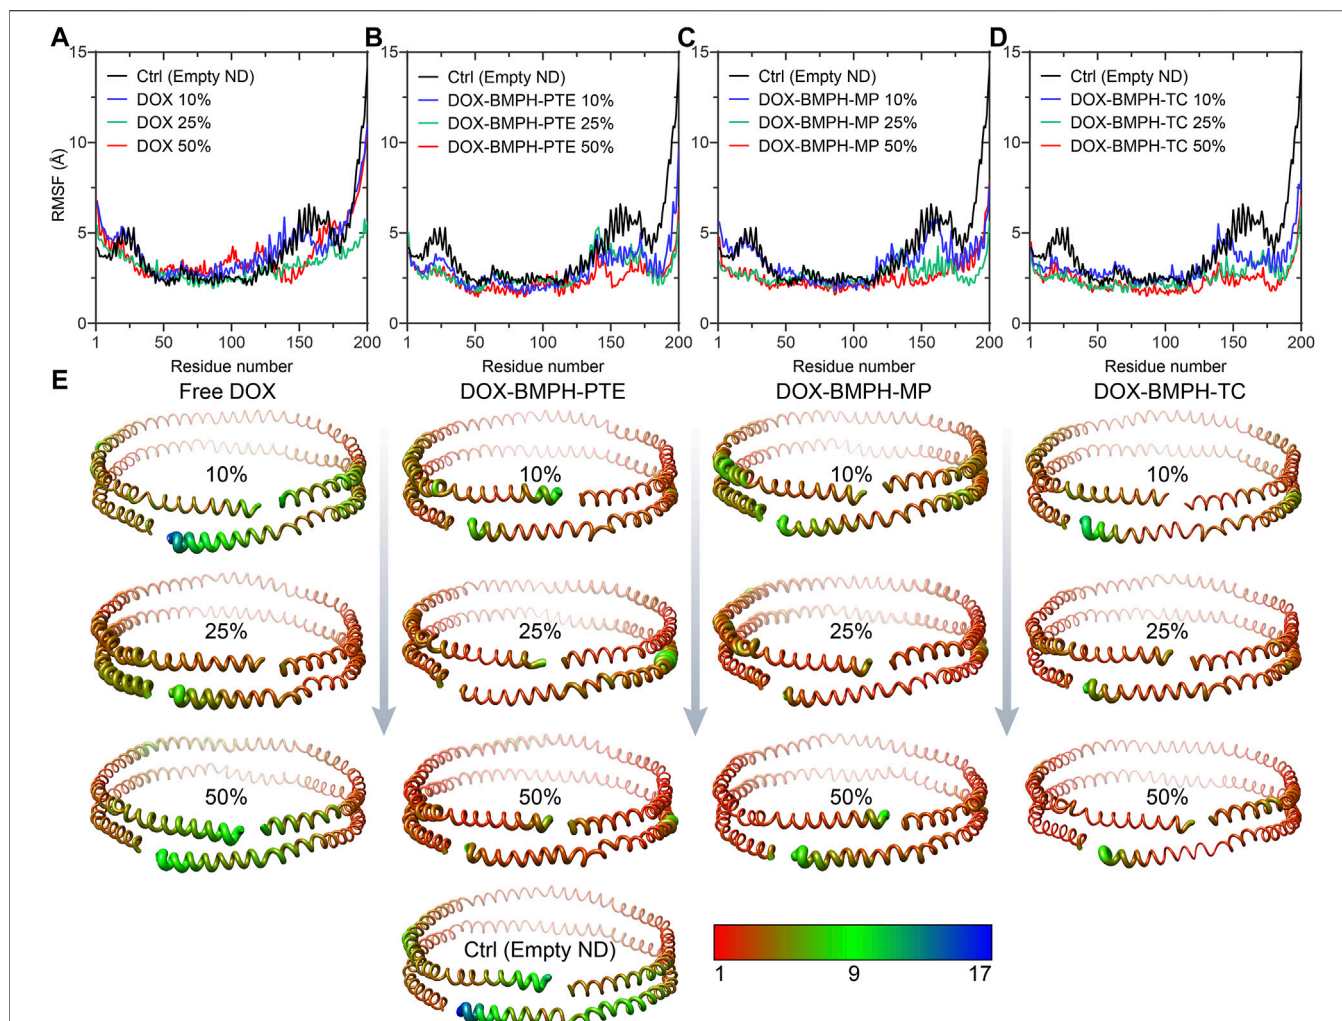 A
B
C
D
RMSF (Å)
15
10
5
0
Ctrl (Empty ND)
DOX 10%
DOX 25%
DOX 50%
1
50
100
150
200
Residue number
15
10
5
0
Ctrl (Empty ND)
DOX-BMPH-PTE 10%
DOX-BMPH-PTE 25%
DOX-BMPH-PTE 50%
1
50
100
150
200
Residue number
15
10
5
0
Ctrl (Empty ND)
DOX-BMPH-MP 10%
DOX-BMPH-MP 25%
DOX-BMPH-MP 50%
1
50
100
150
200
Residue number
15
10
5
0
Ctrl (Empty ND)
DOX-BMPH-TC 10%
DOX-BMPH-TC 25%
DOX-BMPH-TC 50%
1
50
100
150
200
Residue number
E
Free DOX
DOX-BMPH-PTE
DOX-BMPH-MP
DOX-BMPH-TC
10%
10%
10%
10%
25%
25%
25%
25%
50%
50%
50%
50%
Ctrl (Empty ND)
1
9
17